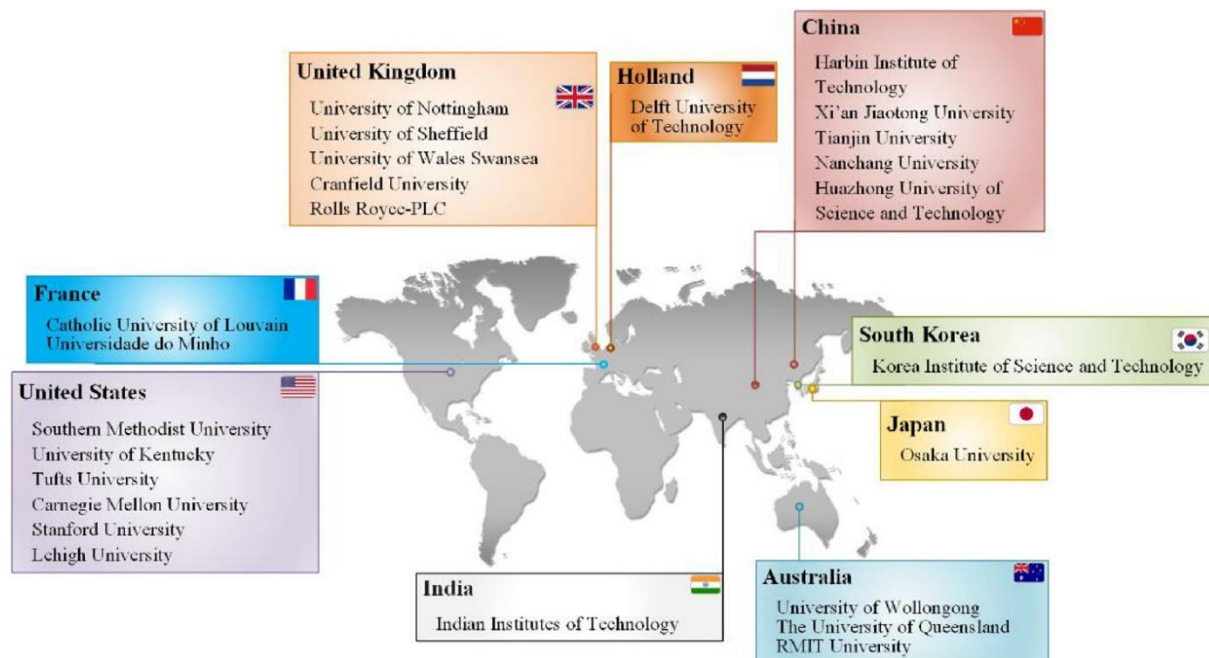 United Kingdom
University of Nottingham
University of Sheffield
University of Wales Swansea
Cranfield University
Rolls Royce-PLC
Holland
Delft University
of Technology
China
Harbin Institute of
Technology
Xi'an Jiaotong University
Tianjin University
Nanchang University
Huazhong University of
Science and Technology
France
Catholic University of Louvain
Universidade do Minho
South Korea
Korea Institute of Science and Technology
United States
Southern Methodist University
University of Kentucky
Tufts University
Carnegie Mellon University
Stanford University
Lehigh University
Japan
Osaka University
India
Indian Institutes of Technology
Australia
University of Wollongong
The University of Queensland
RMIT University